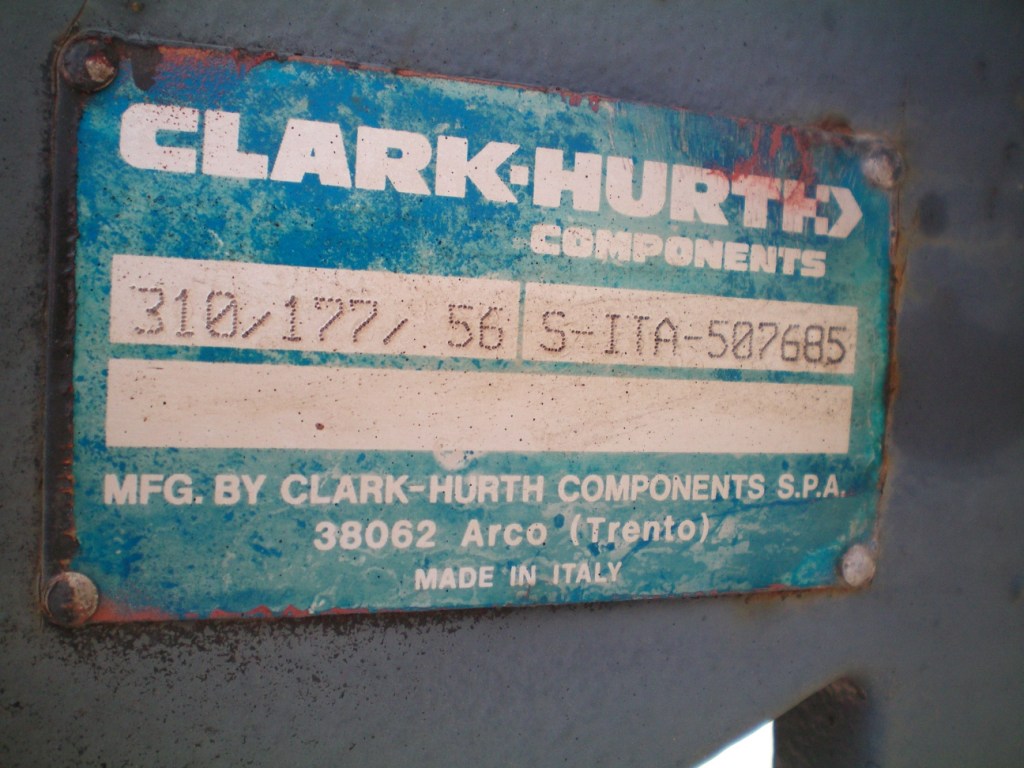 CLARK-HURTH
COMPONENTS
310/177/ 56 S-ITA-507685
MFG. BY CLARK-HURTH COMPONENTS S.P.A.
38062 Arco (Trento)
MADE IN ITALY